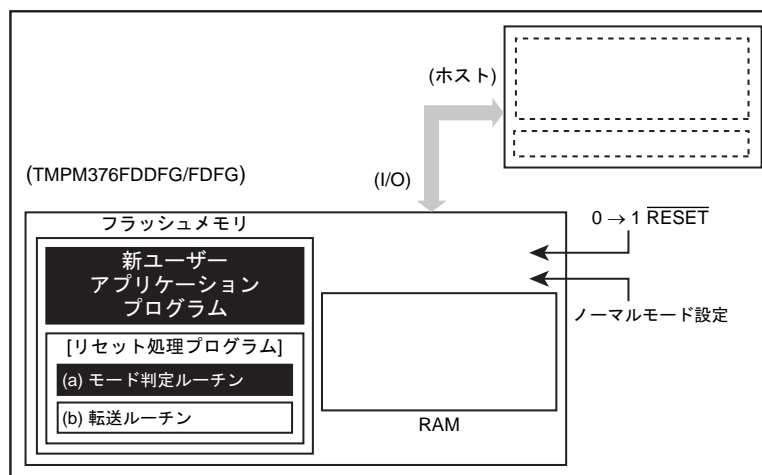 (ホスト)
(TMPM376FDDFG/FDFG)
(I/O)
フラッシュメモリ
0 → 1 RESET
新ユーザー
アプリケーション
プログラム
ノーマルモード設定
[リセット処理プログラム]
(a) モード判定ルーチン
(b) 転送ルーチン
RAM